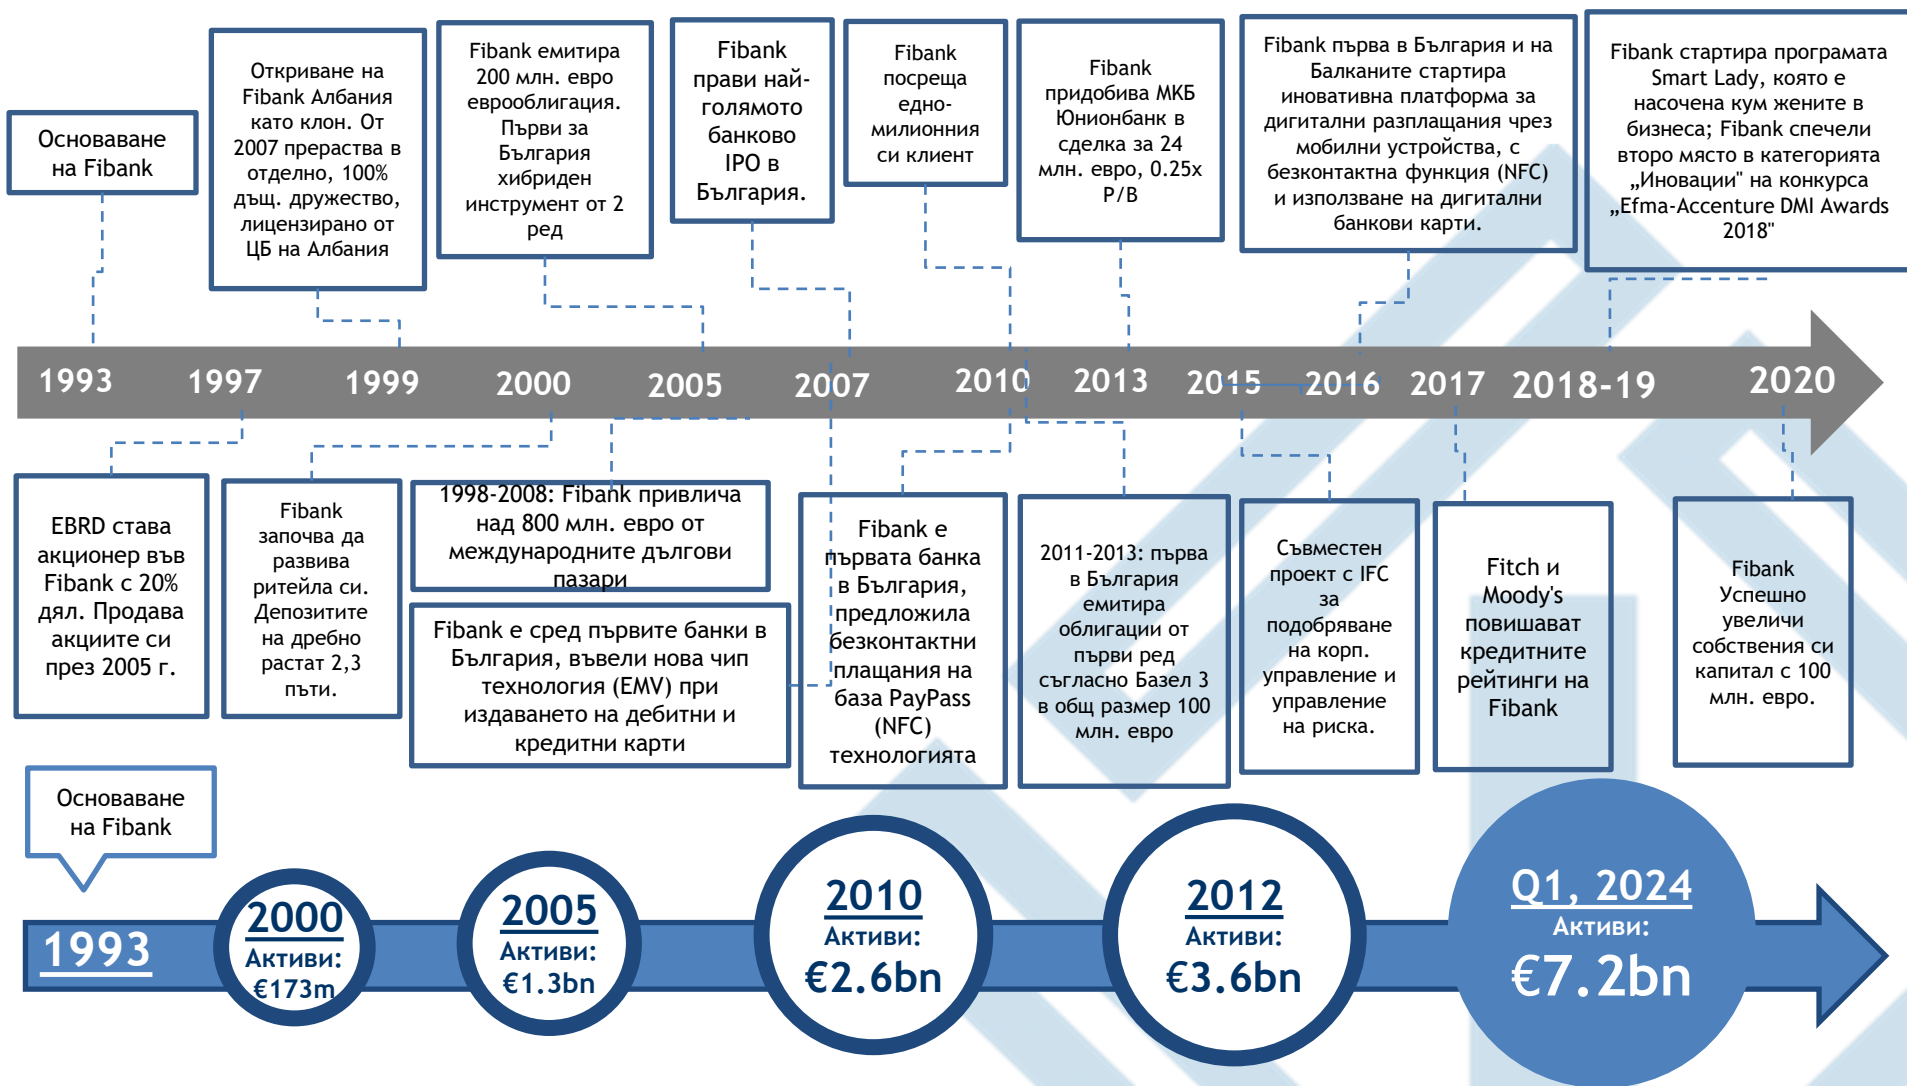 Основаване
на Fibank
Откриване на
Fibank Албания
като клон. От
2007 прераства в
отделно, 100%
дъщ. дружество,
лицензирано от
ЦБ на Албания
Fibank емитира
200 млн. евро
еврооблигация.
Първи за
България
хибриден
инструмент от 2
ред
Fibank
прави най-
голямото
банково
IPO в
България.
Fibank
посреща
едно-
милионния
си клиент
Fibank
придобива МКБ
Юнионбанк в
сделка за 24
млн. евро, 0.25x
P/B
Fibank първа в България и на
Балканите стартира
иновативна платформа за
дигитални разплащания чрез
мобилни устройства, с
безконтактна функция (NFC)
и използване на дигитални
банкови карти.
Fibank стартира програмата
Smart Lady, която е
насочена кум жените в
бизнеса; Fibank спечели
второ място в категорията
„Иновации" на конкурса
„Efma-Accenture DMI Awards
2018"
1993 1997 1999 2000 2005 2007 2010 2013 2015 2016 2017 2018-19 2020
EBRD става
акционер във
Fibank с 20%
дял. Продава
акциите си
през 2005 г.
Fibank
започва да
развива
ритейла си.
Депозитите
на дребно
растат 2,3
пъти.
1998-2008: Fibank привлича
над 800 млн. евро от
международните дългови
пазари
Fibank е сред първите банки в
България, въвели нова чип
технология (EMV) при
издаването на дебитни и
кредитни карти
Fibank е
първата банка
в България,
предложила
безконтактни
плащания на
база PayPass
(NFC)
технологията
2011-2013: първа
в България
емитира
облигации от
първи ред
съгласно Базел 3
в общ размер 100
млн. евро
Съвместен
проект с IFC
за
подобряване
на корп.
управление и
управление
на риска.
Fitch и
Moody's
повишават
кредитните
рейтинги на
Fibank
Fibank
Успешно
увеличи
собствения си
капитал с 100
млн. евро.
Основаване
на Fibank
1993
2000
Активи:
€173m
2005
Активи:
€1.3bn
2010
Активи:
€2.6bn
2012
Активи:
€3.6bn
Q1, 2024
Активи:
€7.2bn